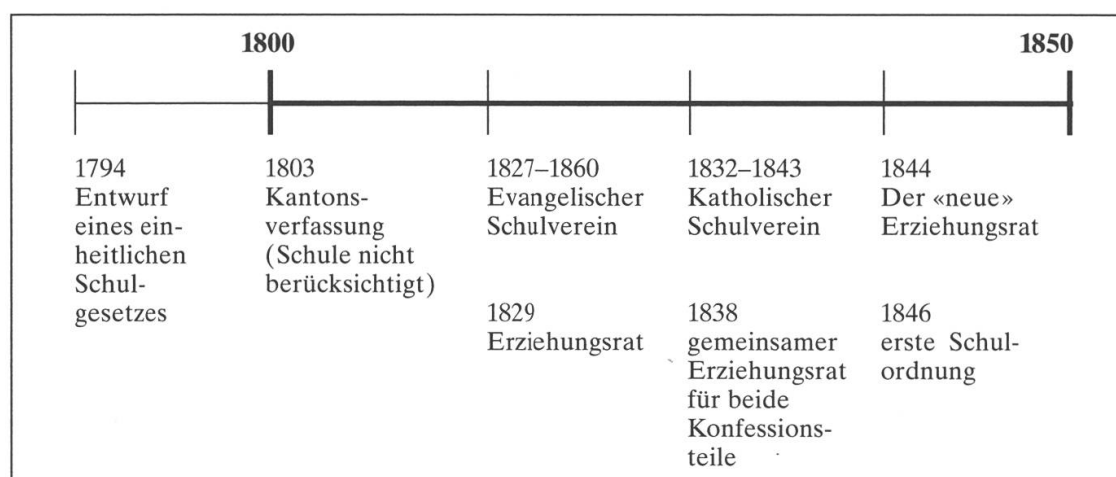 1800
1850
1794
Entwurf
eines ein-
heitlichen
Schul-
gesetzes
1803
Kantons-
verfassung
(Schule nicht
berücksichtigt)
1827–1860
Evangelischer
Schulverein
1829
Erziehungsrat
1832–1843
Katholischer
Schulverein
1838
gemeinsamer
Erziehungsrat
für beide
Konfessions-
teile
1844
Der «neue»
Erziehungsrat
1846
erste Schul-
ordnung